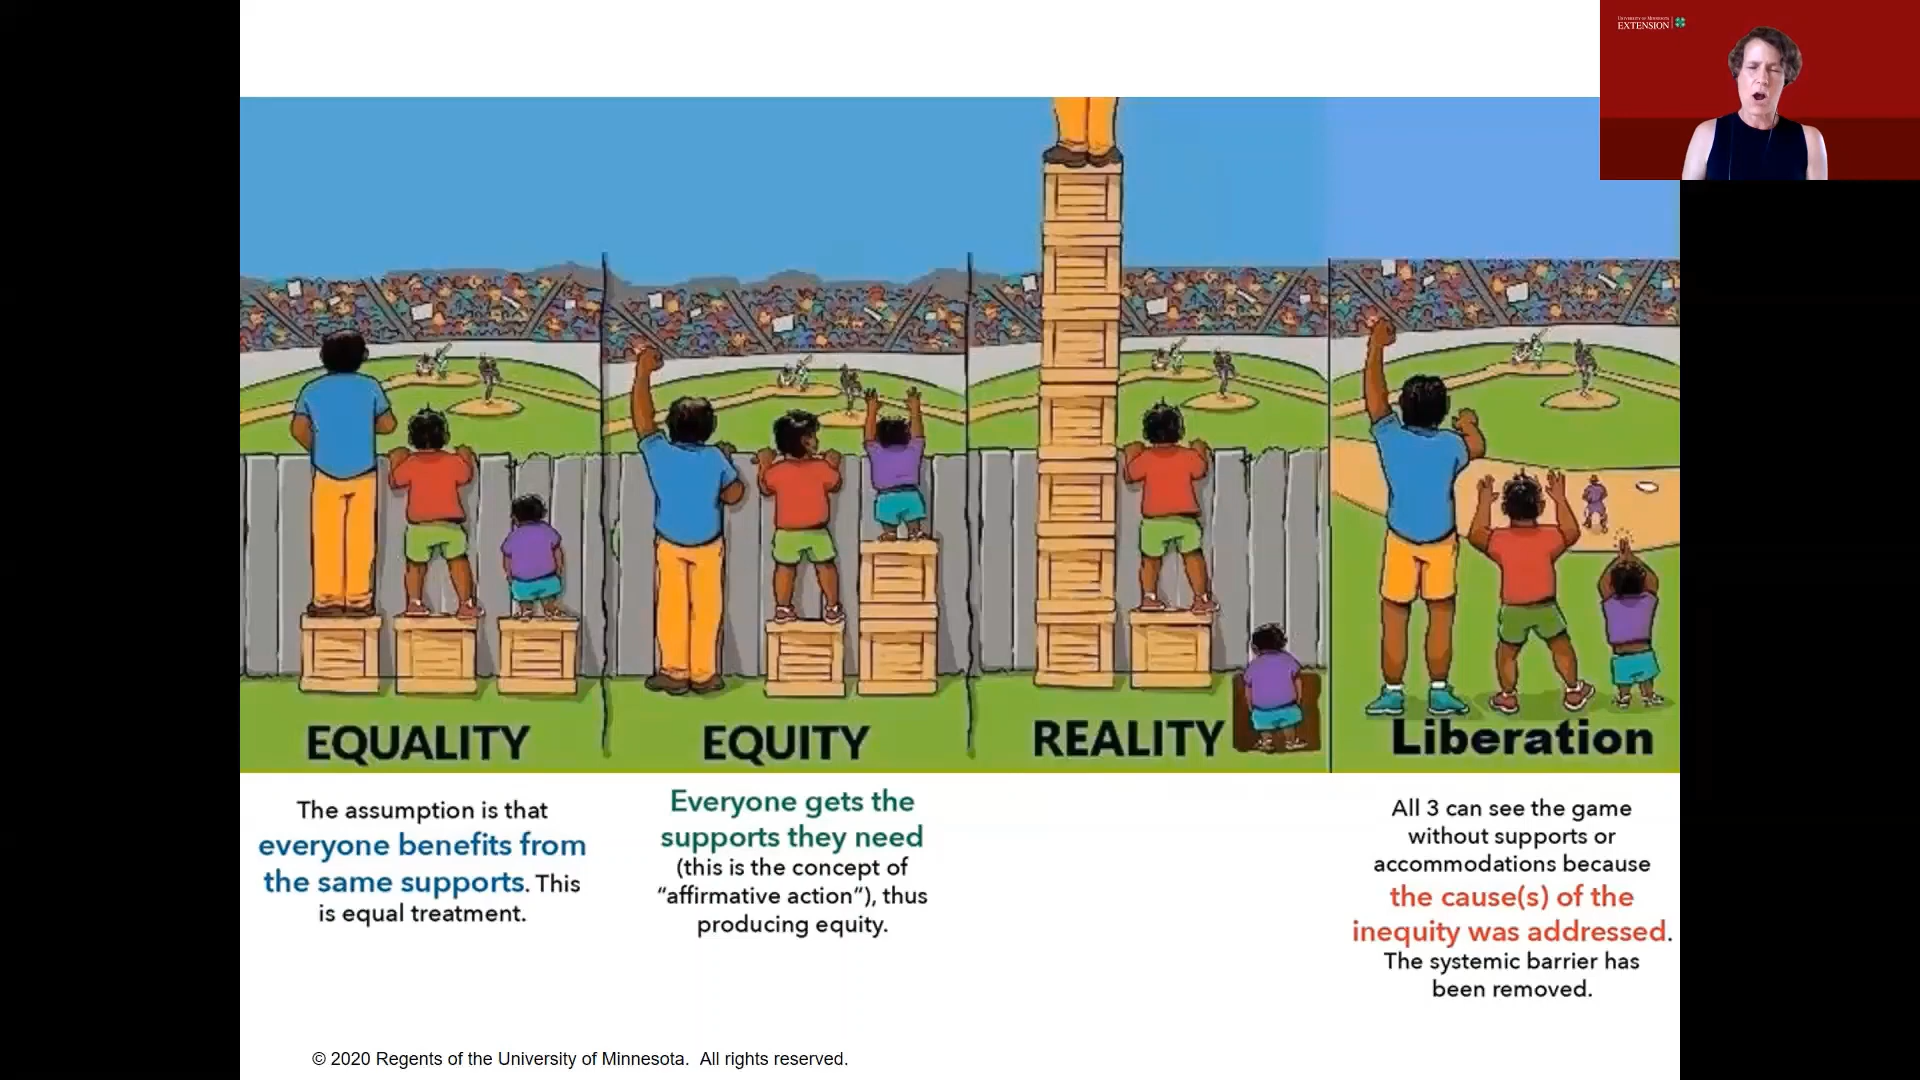 UNIVERSITY OF MINNESOTA
EXTENSION
EQUALITY
EQUITY
REALITY
Liberation
The assumption is that
everyone benefits from
the same supports. This
is equal treatment.
Everyone gets the
supports they need
(this is the concept of
“affirmative action”), thus
producing equity.
All 3 can see the game
without supports or
accommodations because
the cause(s) of the
inequity was addressed.
The systemic barrier has
been removed.
© 2020 Regents of the University of Minnesota.  All rights reserved.